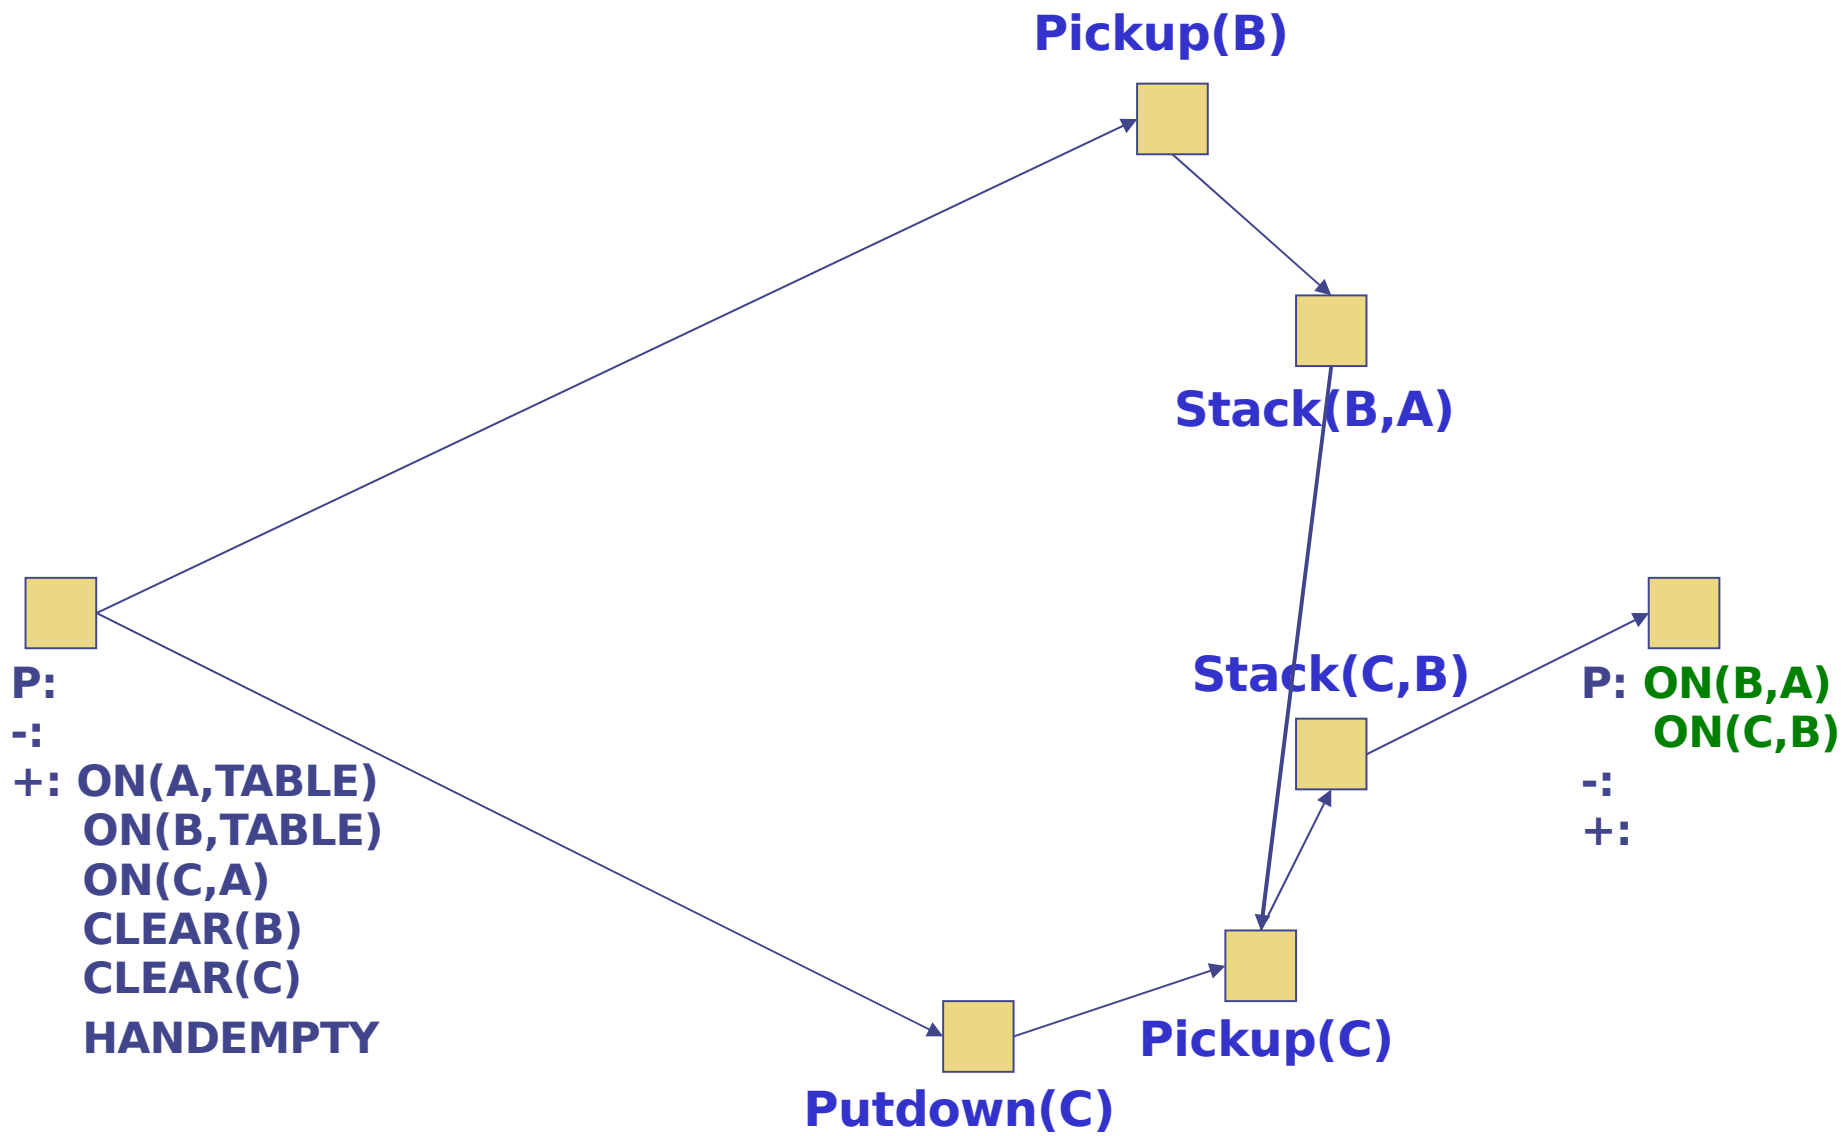 Pickup(B)
Stack(B,A)
Stack(C,B)
P:
-:
+: ON(A,TABLE)
ON(B,TABLE)
ON(C,A)
CLEAR(B)
CLEAR(C)
HANDEMPTY
P: ON(B,A)
ON(C,B)
-:
+:
Pickup(C)
Putdown(C)